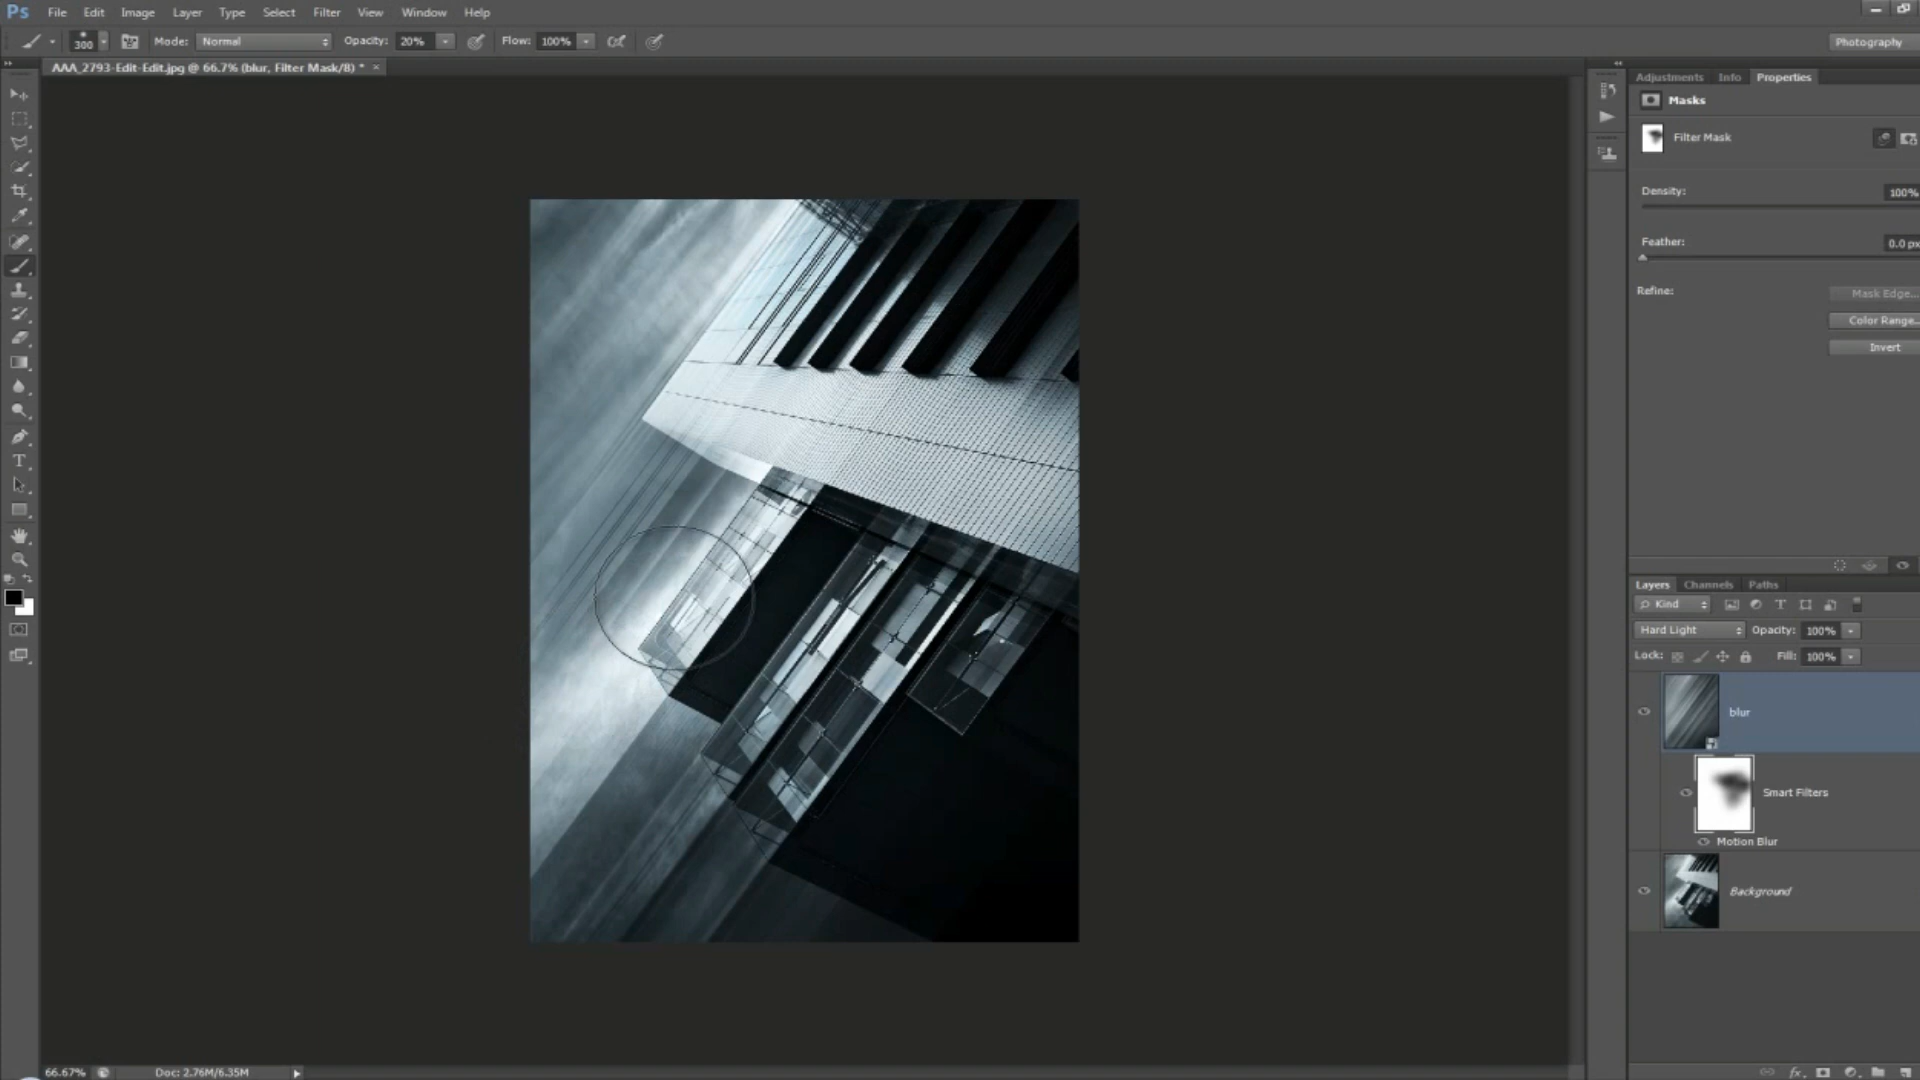 Ps File Edit Image Layer Type Select Filter View Window Help
300 Mode: Normal Opacity: 20% Flow: 100% Photography
AAA_2793-Edit-Edit.jpg @ 66.7% (blur, Filter Mask/8) * ×
Adjustments Info Properties
Masks
Filter Mask
Density: 100%
Feather: 0.0 px
Refine: Mask Edge...
Color Range...
Invert
Layers Channels Paths
Kind
Hard Light Opacity: 100%
Lock: Fill: 100%
blur
Smart Filters
Motion Blur
Background
66.67% Doc: 2.76M/6.35M